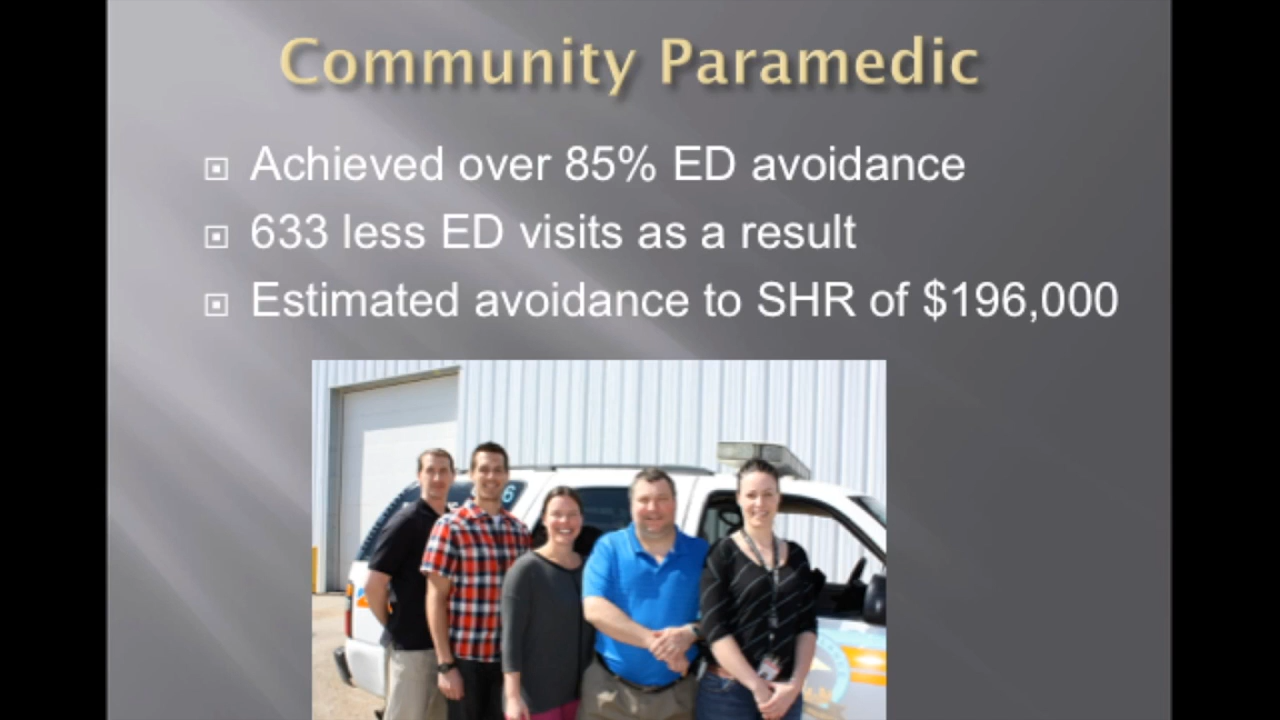 Community Paramedic
Achieved over 85% ED avoidance
633 less ED visits as a result
Estimated avoidance to SHR of $196,000
6